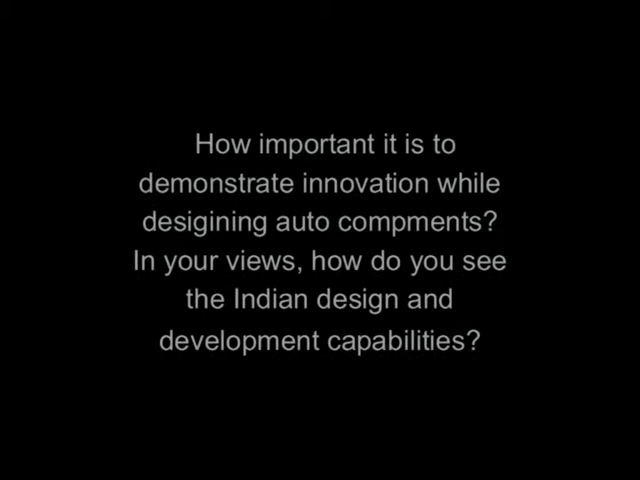 How important it is to
demonstrate innovation while
desigining auto compments?
In your views, how do you see
the Indian design and
development capabilities?